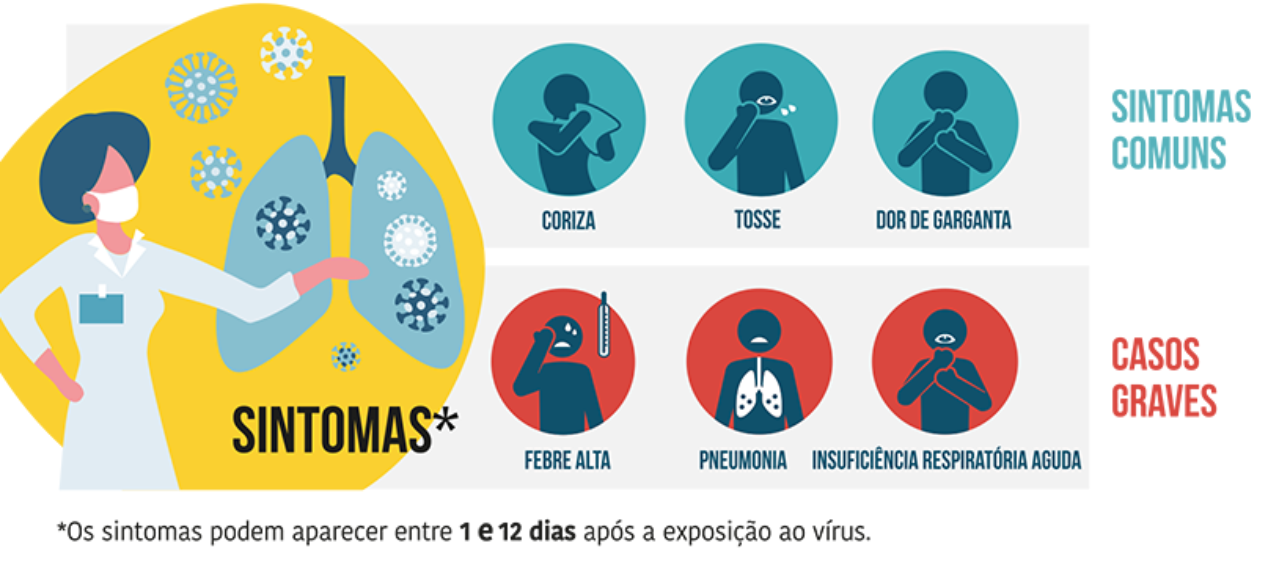 CORIZA
TOSSE
DOR DE GARGANTA
SINTOMAS
COMUNS
SINTOMAS*
FEBRE ALTA
PNEUMONIA
INSUFICIÊNCIA RESPIRATÓRIA AGUDA
CASOS
GRAVES
*Os sintomas podem aparecer entre 1 e 12 dias após a exposição ao vírus.